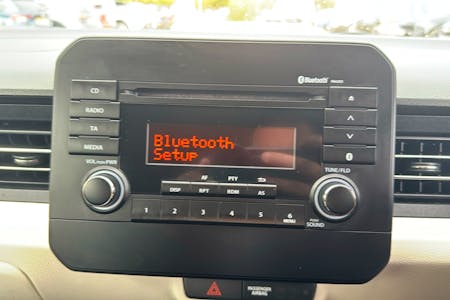 Bluetooth
CD
RADIO
TA
MEDIA
VOL/PUSH PWR
Bluetooth
Setup
TUNE/FLD
AF
PTY
DISP
RPT
RDM
AS
1
2
3
4
5
6
MENU
PUSH
SOUND
PASSENGER
AIRBAG